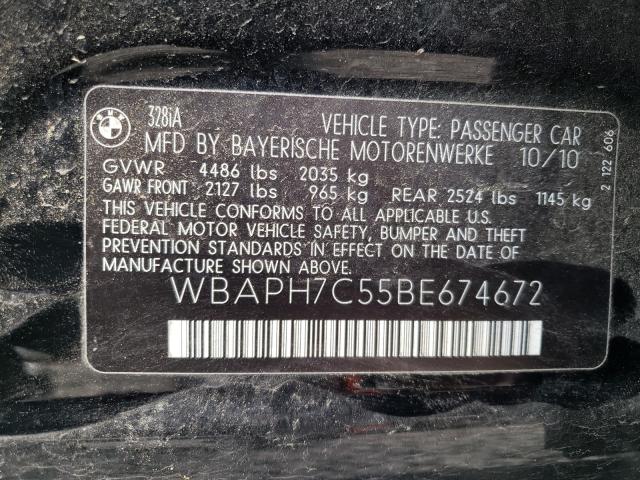 BMW
328iA
VEHICLE TYPE: PASSENGER CAR
MFD BY BAYERISCHE MOTORENWERKE 10/10
GVWR 4486 lbs 2035 kg
GAWR FRONT 2127 lbs 965 kg REAR 2524 lbs 1145 kg
THIS VEHICLE CONFORMS TO ALL APPLICABLE U.S.
FEDERAL MOTOR VEHICLE SAFETY, BUMPER AND THEFT
PREVENTION STANDARDS IN EFFECT ON THE DATE OF
MANUFACTURE SHOWN ABOVE.
WBAPH7C55BE674672
2 122 606